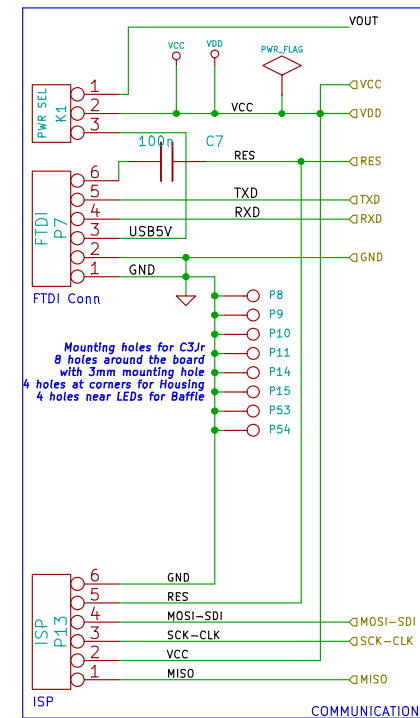 VOUT
VCC
VDD
PWR_FLAG
VCC
PWR SEL
K1
1
2
3
VCC
VDD
100n
C7
RES
RES
FTDI
P7
6
5
4
3
2
1
TXD
TXD
RXD
RXD
USB5V
GND
GND
FTDI Conn
P8
P9
P10
P11
P14
P15
P53
P54
Mounting holes for C3Jr
8 holes around the board
with 3mm mounting hole
4 holes at corners for Housing
4 holes near LEDs for Baffle
ISP
P13
6
5
4
3
2
1
GND
RES
MOSI-SDI
MOSI-SDI
SCK-CLK
SCK-CLK
VCC
MISO
MISO
ISP
COMMUNICATION